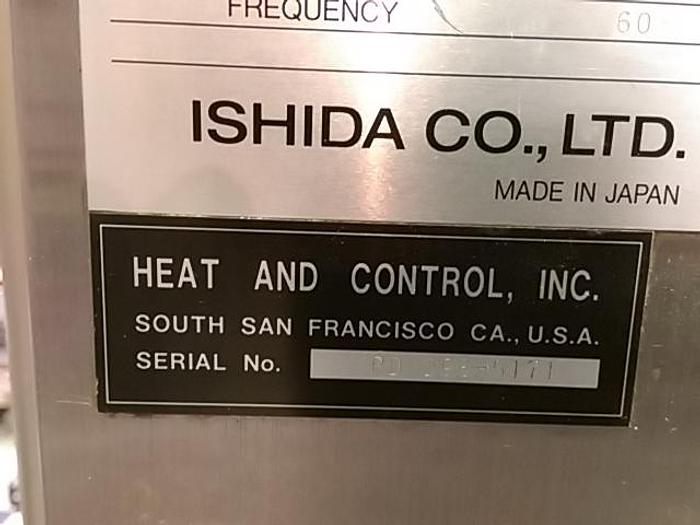 FREQUENCY 60
ISHIDA CO., LTD.
MADE IN JAPAN
HEAT AND CONTROL, INC.
SOUTH SAN FRANCISCO CA., U.S.A.
SERIAL No.